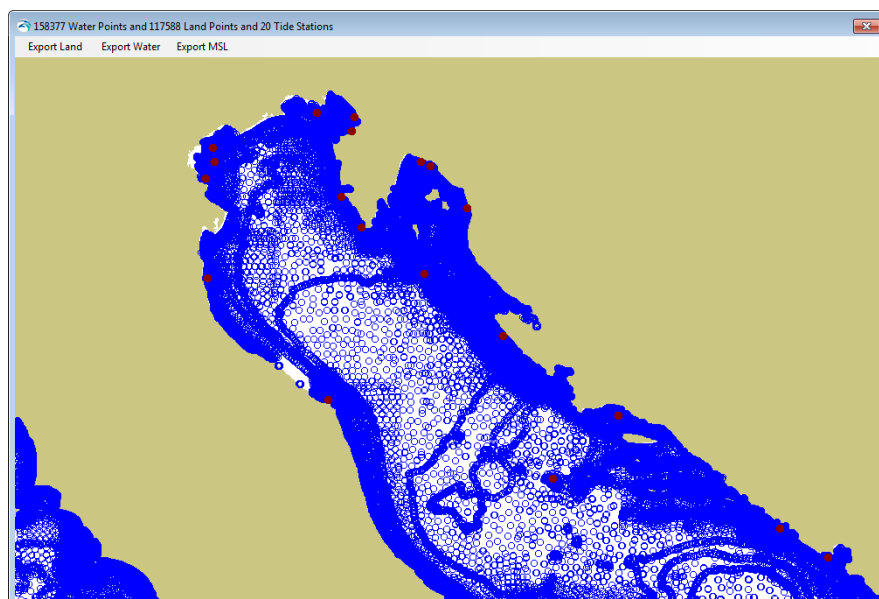 158377 Water Points and 117588 Land Points and 20 Tide Stations
Export Land Export Water Export MSL